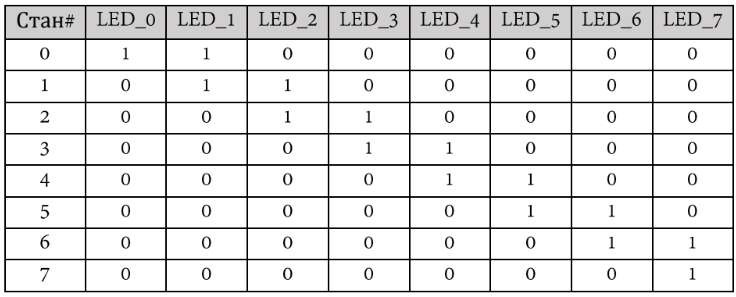 Стан# LED_0 LED_1 LED_2 LED_3 LED_4 LED_5 LED_6 LED_7
0 1 1 0 0 0 0 0 0
1 0 1 1 0 0 0 0 0
2 0 0 1 1 0 0 0 0
3 0 0 0 1 1 0 0 0
4 0 0 0 0 1 1 0 0
5 0 0 0 0 0 1 1 0
6 0 0 0 0 0 0 1 1
7 0 0 0 0 0 0 0 1